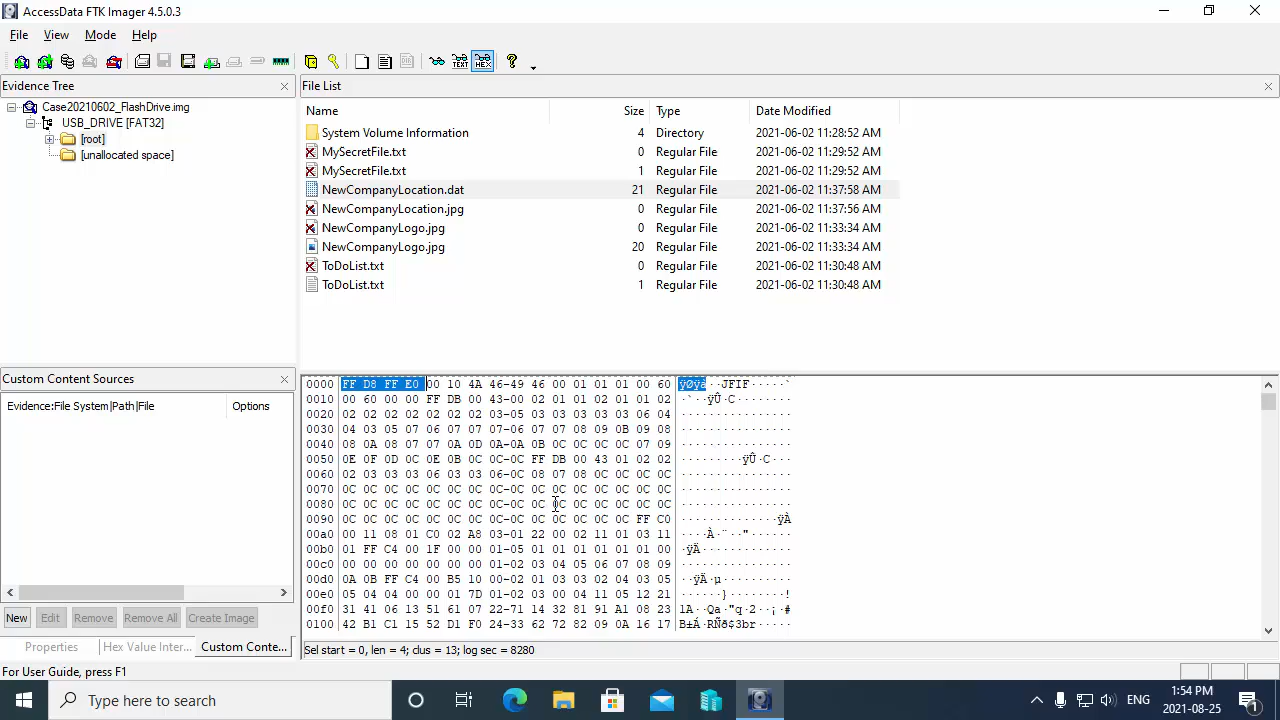 AccessData FTK Imager 4.5.0.3
File View Mode Help
Evidence Tree
Case20210602_FlashDrive.img
USB_DRIVE [FAT32]
[root]
[unallocated space]
File List
Name Size Type Date Modified
System Volume Information 4 Directory 2021-06-02 11:28:52 AM
MySecretFile.txt 0 Regular File 2021-06-02 11:29:52 AM
MySecretFile.txt 1 Regular File 2021-06-02 11:29:52 AM
NewCompanyLocation.dat 21 Regular File 2021-06-02 11:37:58 AM
NewCompanyLocation.jpg 0 Regular File 2021-06-02 11:37:56 AM
NewCompanyLogo.jpg 0 Regular File 2021-06-02 11:33:34 AM
NewCompanyLogo.jpg 20 Regular File 2021-06-02 11:33:34 AM
ToDoList.txt 0 Regular File 2021-06-02 11:30:48 AM
ToDoList.txt 1 Regular File 2021-06-02 11:30:48 AM
Custom Content Sources
Evidence:File System|Path|File Options
New Edit Remove Remove All Create Image
Properties Hex Value Inter... Custom Conte...
0000 FF D8 FF E0 00 10 4A 46-49 46 00 01 01 01 00 60 ÿØÿà··JFIF·····`
0010 00 60 00 00 FF DB 00 43-00 02 01 01 02 01 01 02 ·`··ÿÛ·C········
0020 02 02 02 02 02 02 02 03-05 03 03 03 03 03 06 04 ················
0030 04 03 05 07 06 07 07 07-06 07 07 08 09 0B 09 08 ················
0040 08 0A 08 07 07 0A 0D 0A-0A 0B 0C 0C 0C 0C 07 09 ················
0050 0E 0F 0D 0C 0E 0B 0C 0C-0C FF DB 00 43 01 02 02 ·········ÿÛ·C···
0060 02 03 03 03 06 03 03 06-0C 08 07 08 0C 0C 0C 0C ················
0070 0C 0C 0C 0C 0C 0C 0C 0C-0C 0C 0C 0C 0C 0C 0C 0C ················
0080 0C 0C 0C 0C 0C 0C 0C 0C-0C 0C 0C 0C 0C 0C 0C 0C ················
0090 0C 0C 0C 0C 0C 0C 0C 0C-0C 0C 0C 0C 0C 0C FF C0 ··············ÿÀ
00a0 00 11 08 01 C0 02 A8 03-01 22 00 02 11 01 03 11 ····À·¨··"······
00b0 01 FF C4 00 1F 00 00 01-05 01 01 01 01 01 01 00 ·ÿÄ·············
00c0 00 00 00 00 00 00 00 01-02 03 04 05 06 07 08 09 ················
00d0 0A 0B FF C4 00 B5 10 00-02 01 03 03 02 04 03 05 ··ÿÄ·µ··········
00e0 05 04 04 00 00 01 7D 01-02 03 00 04 11 05 12 21 ······}········!
00f0 31 41 06 13 51 61 07 22-71 14 32 81 91 A1 08 23 1A··Qa·"q·2··¡·#
0100 42 B1 C1 15 52 D1 F0 24-33 62 72 82 09 0A 16 17 B±Á·RÑð$3br·····
Sel start = 0, len = 4; clus = 13; log sec = 8280
For User Guide, press F1
Type here to search
ENG
1:54 PM
2021-08-25
1